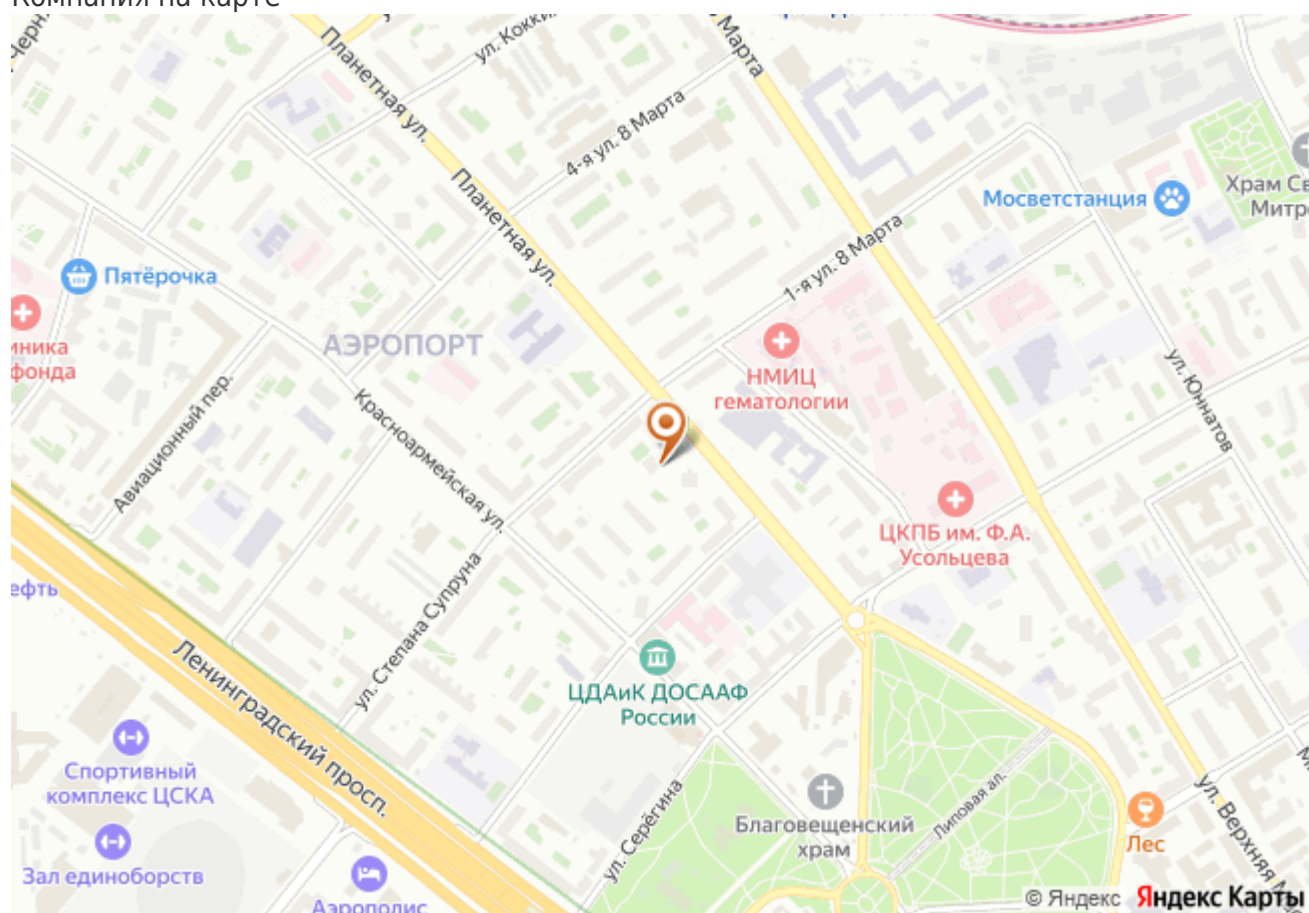 Компания на карте
ул. Коккин
Марта
Планетная ул.
4-я ул. 8 Марта
Планетная ул.
Мосветстанция
Храм Св
Митр
1-я ул. 8 Марта
Пятёрочка
иника
фонда
АЭРОПОРТ
НМИЦ
гематологии
ул. Юннатов
Авиационный пер.
Красноармейская ул.
ЦКПБ им. Ф.А.
Усольцева
ефть
ул. Степана Супруна
Ленинградский просп.
ЦДАиК ДОСААФ
России
Спортивный
комплекс ЦСКА
Благовещенский
храм
Липовая ал.
ул. Серёгина
Лес
ул. Верхняя М
Зал единоборств
Аэрополис
© Яндекс Яндекс Карты